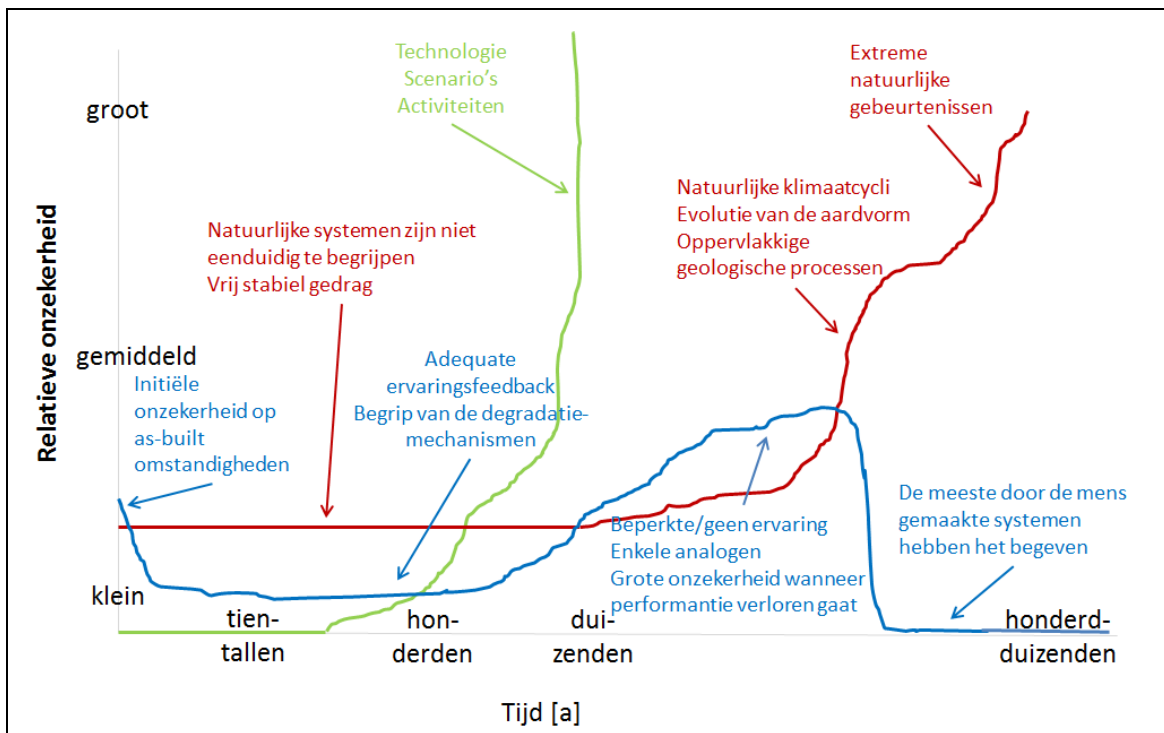 Technologie
Scenario's
Activiteiten
Extreme
natuurlijke
gebeurtenissen
groot
Natuurlijke klimaatcycli
Evolutie van de aardvorm
Oppervlakkige
geologische processen
Natuurlijke systemen zijn niet
eenduidig te begrijpen
Vrij stabiel gedrag
Relatieve onzekerheid
gemiddeld
Initiële
onzekerheid op
as-built
omstandigheden
Adequate
ervaringsfeedback
Begrip van de degradatie-
mechanismen
Beperkte/geen ervaring
Enkele analogen
Grote onzekerheid wanneer
performantie verloren gaat
De meeste door de mens
gemaakte systemen
hebben het begeven
klein
tien-
tallen
hon-
derden
dui-
zenden
honderd-
duizenden
Tijd [a]